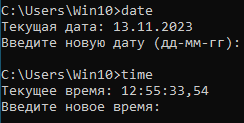 C:\Users\Win10>date
Текущая дата: 13.11.2023
Введите новую дату (дд-мм-гг):
C:\Users\Win10>time
Текущее время: 12:55:33,54
Введите новое время: